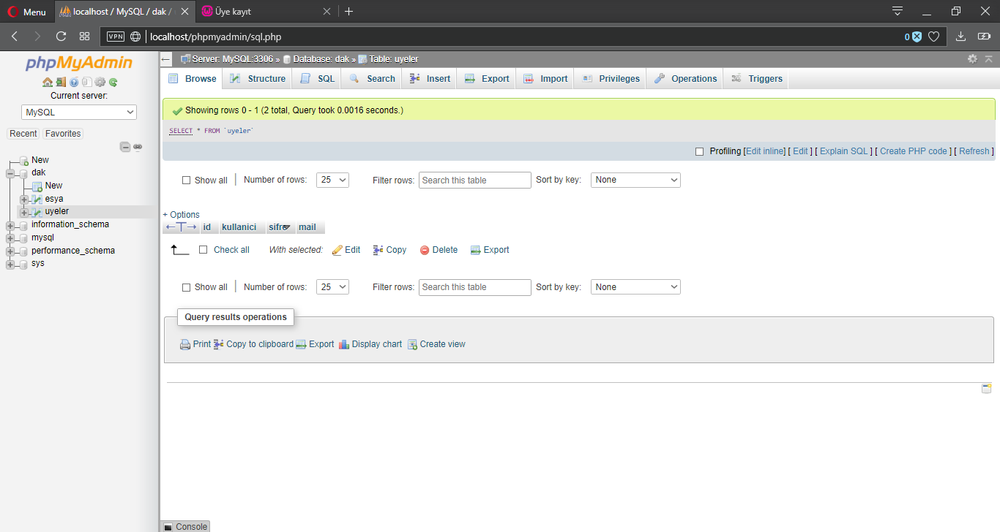 Menu
localhost / MySQL / dak /
Üye kayıt
VPN
localhost/phpmyadmin/sql.php
0
phpMyAdmin
Current server:
MySQL
Recent
Favorites
New
dak
New
esya
uyeler
information_schema
mysql
performance_schema
sys
Server: MySQL:3306 » Database: dak » Table: uyeler
Browse Structure SQL Search Insert Export Import Privileges Operations Triggers
Showing rows 0 - 1 (2 total, Query took 0.0016 seconds.)
SELECT * FROM `uyeler`
Profiling [Edit inline] [ Edit ] [ Explain SQL ] [ Create PHP code ] [ Refresh ]
Show all Number of rows: 25 Filter rows: Search this table Sort by key: None
+ Options
←T→ id kullanici sifre mail
Check all With selected: Edit Copy Delete Export
Show all Number of rows: 25 Filter rows: Search this table Sort by key: None
Query results operations
Print Copy to clipboard Export Display chart Create view
Console